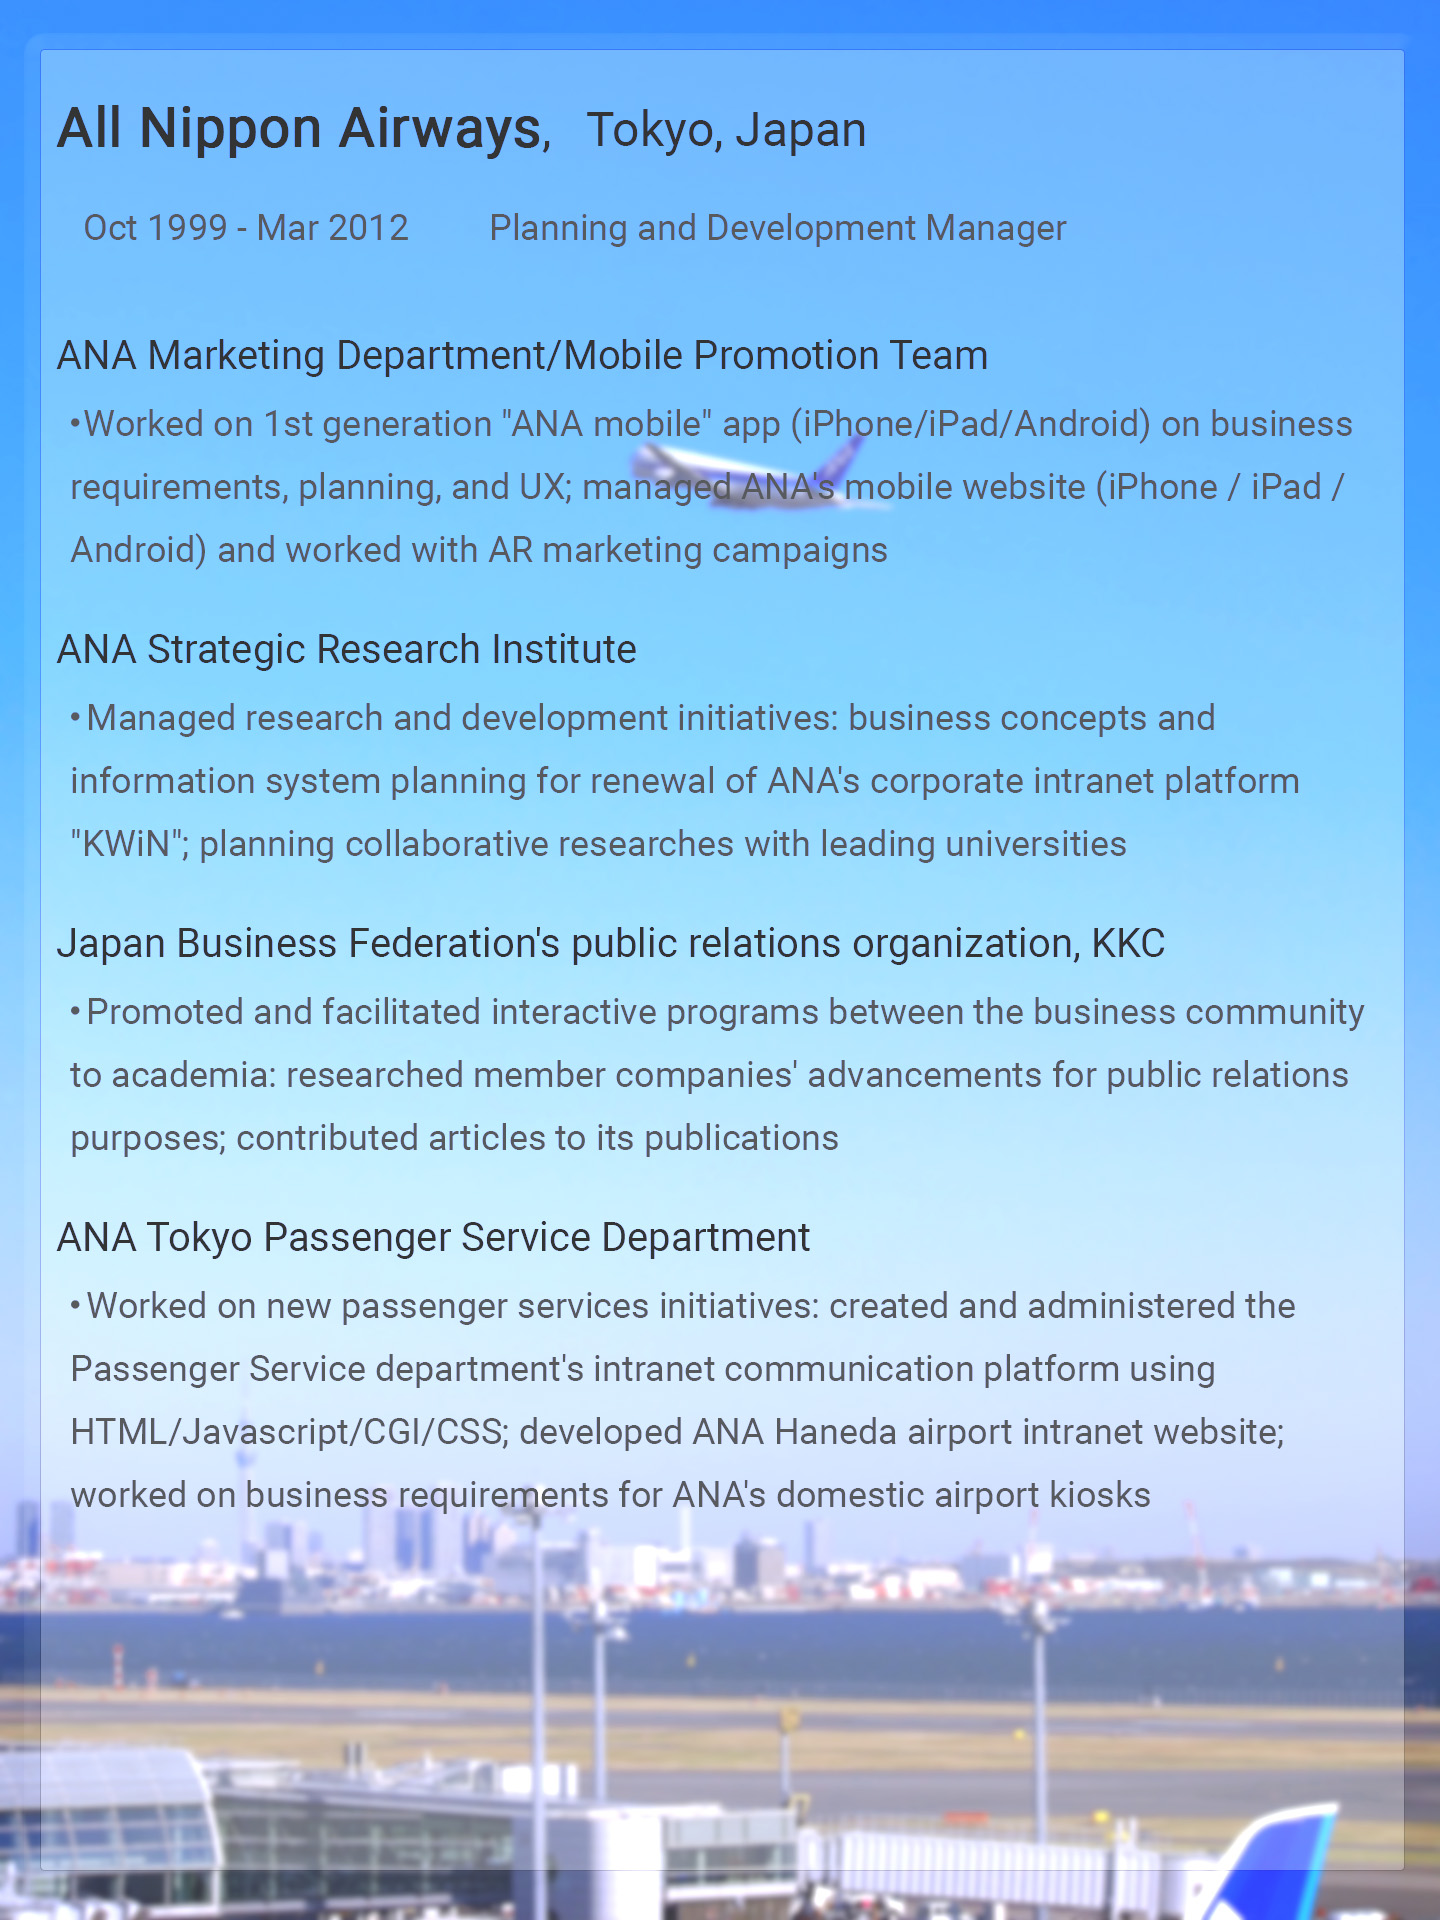 All Nippon Airways, Tokyo, Japan
Oct 1999 - Mar 2012 Planning and Development Manager
ANA Marketing Department/Mobile Promotion Team
•Worked on 1st generation "ANA mobile" app (iPhone/iPad/Android) on business
requirements, planning, and UX; managed ANA's mobile website (iPhone / iPad /
Android) and worked with AR marketing campaigns
ANA Strategic Research Institute
•Managed research and development initiatives: business concepts and
information system planning for renewal of ANA's corporate intranet platform
"KWiN"; planning collaborative researches with leading universities
Japan Business Federation's public relations organization, KKC
•Promoted and facilitated interactive programs between the business community
to academia: researched member companies' advancements for public relations
purposes; contributed articles to its publications
ANA Tokyo Passenger Service Department
•Worked on new passenger services initiatives: created and administered the
Passenger Service department's intranet communication platform using
HTML/Javascript/CGI/CSS; developed ANA Haneda airport intranet website;
worked on business requirements for ANA's domestic airport kiosks